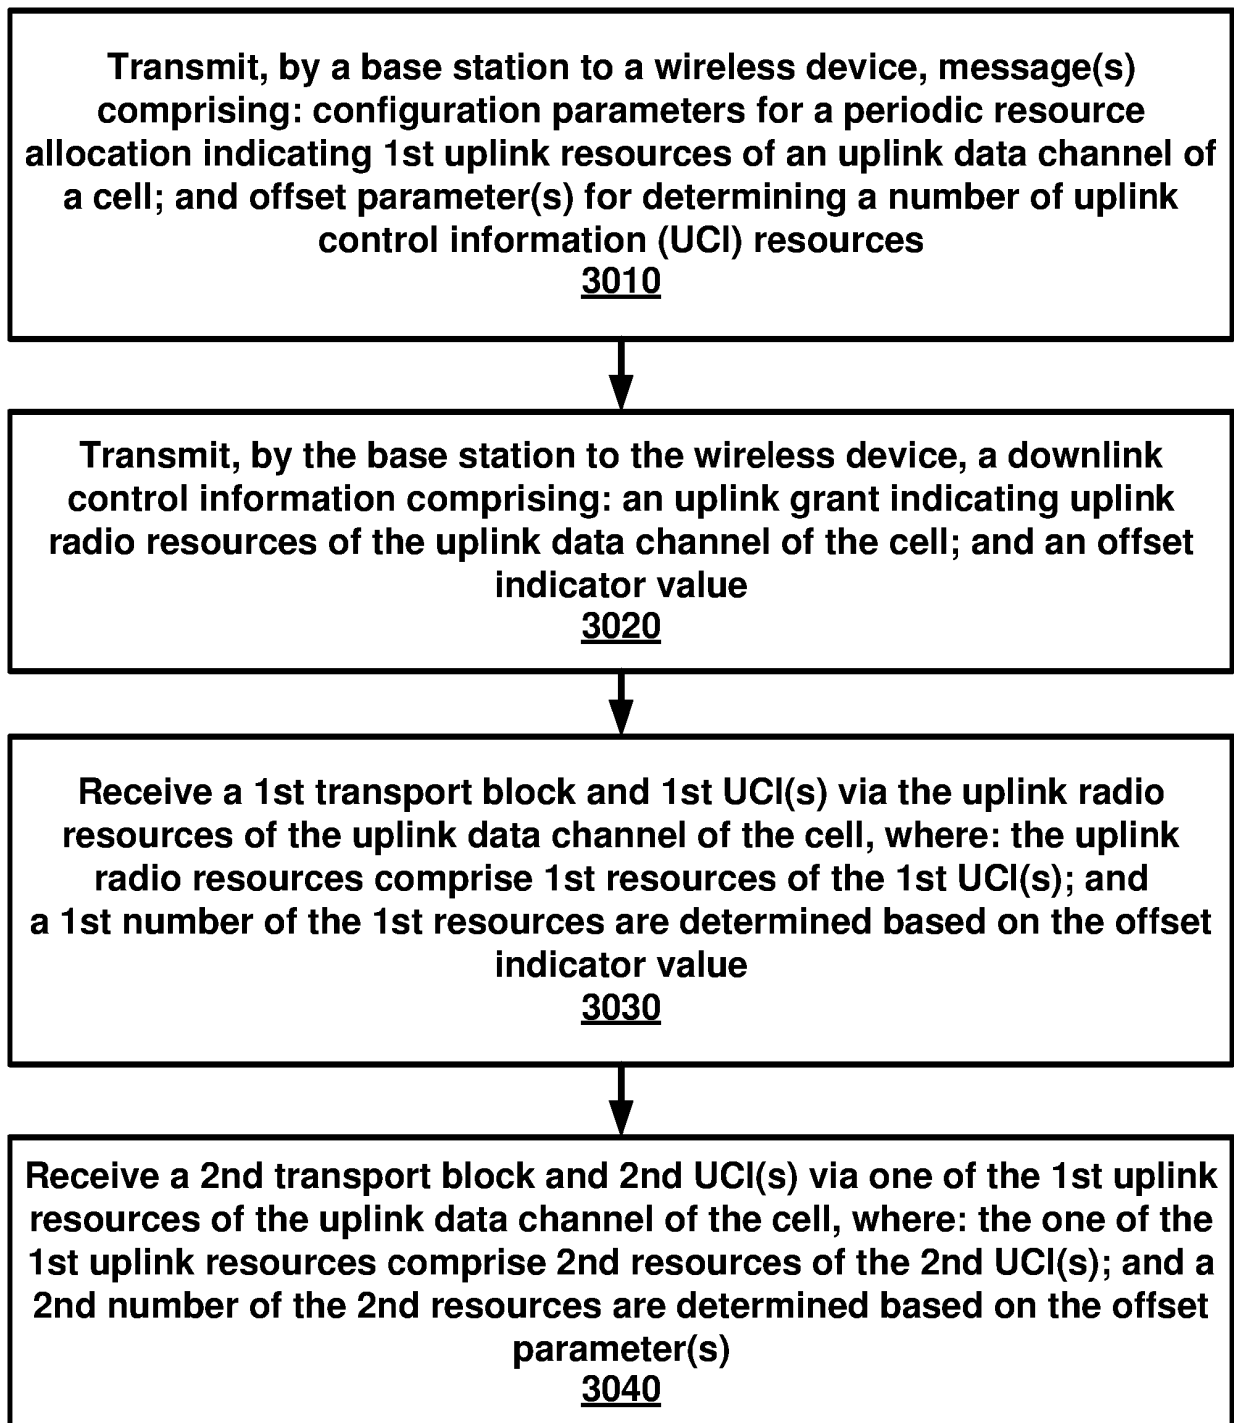 Transmit, by a base station to a wireless device, message(s)
comprising: configuration parameters for a periodic resource
allocation indicating 1st uplink resources of an uplink data channel of
a cell; and offset parameter(s) for determining a number of uplink
control information (UCI) resources
3010
Transmit, by the base station to the wireless device, a downlink
control information comprising: an uplink grant indicating uplink
radio resources of the uplink data channel of the cell; and an offset
indicator value
3020
Receive a 1st transport block and 1st UCI(s) via the uplink radio
resources of the uplink data channel of the cell, where: the uplink
radio resources comprise 1st resources of the 1st UCI(s); and
a 1st number of the 1st resources are determined based on the offset
indicator value
3030
Receive a 2nd transport block and 2nd UCI(s) via one of the 1st uplink
resources of the uplink data channel of the cell, where: the one of the
1st uplink resources comprise 2nd resources of the 2nd UCI(s); and a
2nd number of the 2nd resources are determined based on the offset
parameter(s)
3040